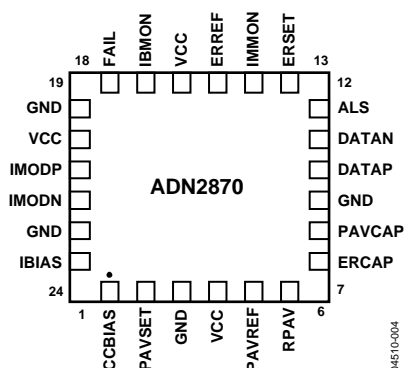 FAIL
IBMON
VCC
ERREF
IMMON
ERSET
18
13
19
12
GND
VCC
IMODP
IMODN
GND
IBIAS
ADN2870
ALS
DATAN
DATAP
GND
PAVCAP
ERCAP
24
7
1
6
CCBIAS
PAVSET
GND
VCC
PAVREF
RPAV
04510-004